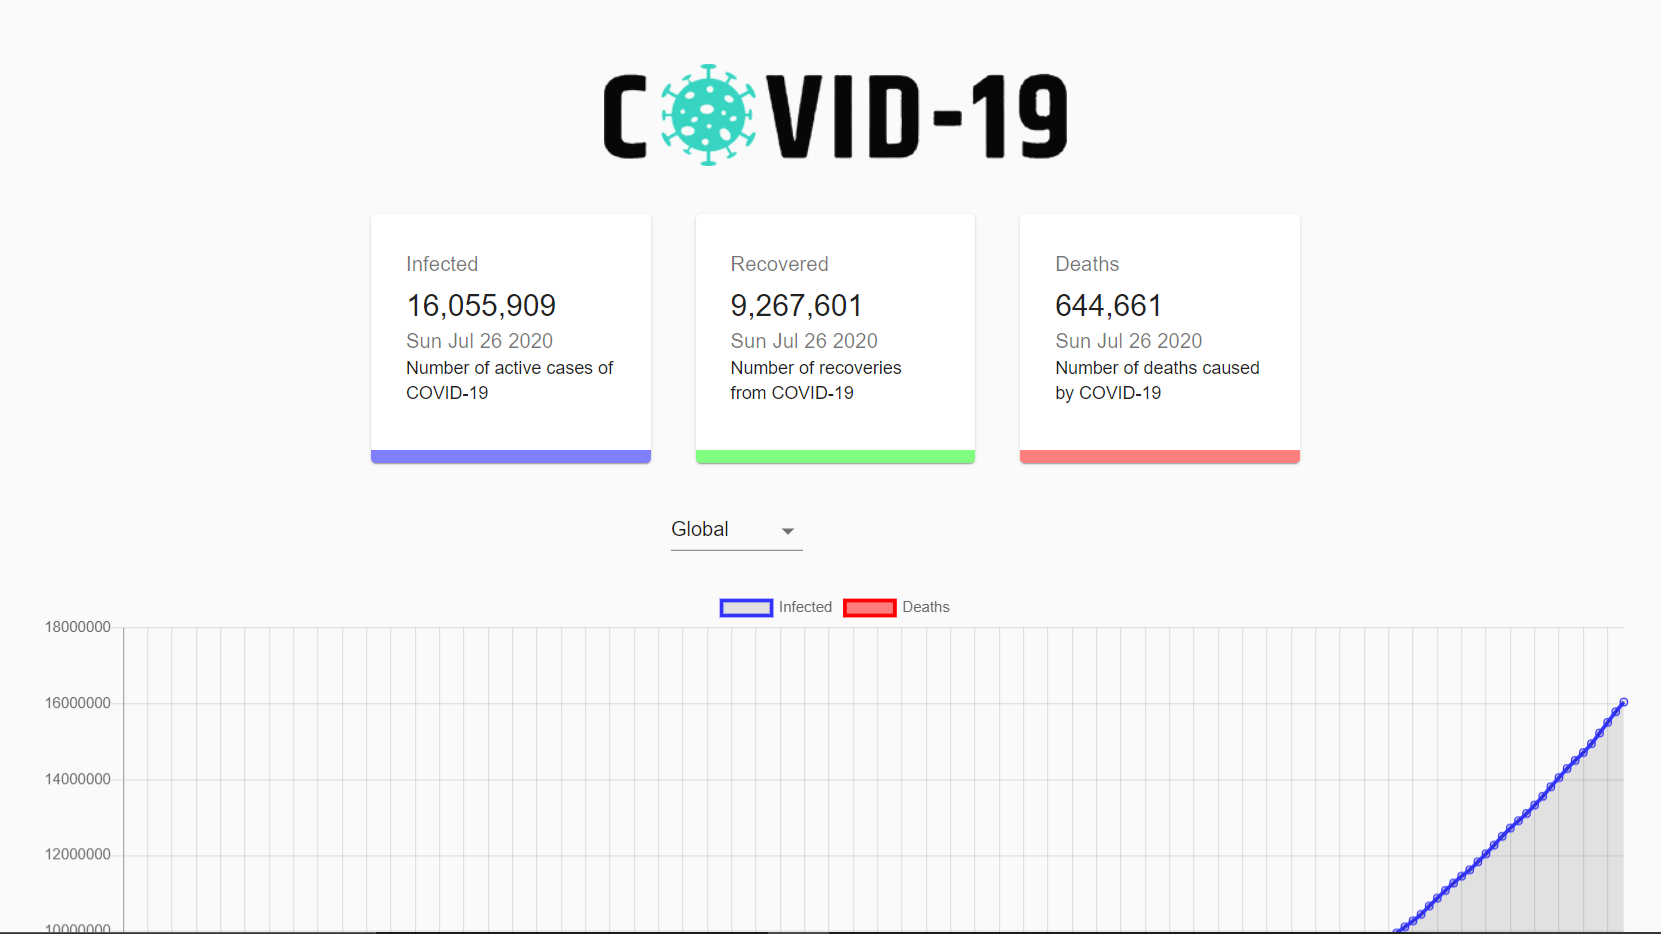 COVID-19
Infected
16,055,909
Sun Jul 26 2020
Number of active cases of
COVID-19
Recovered
9,267,601
Sun Jul 26 2020
Number of recoveries
from COVID-19
Deaths
644,661
Sun Jul 26 2020
Number of deaths caused
by COVID-19
Global
Infected
Deaths
18000000
16000000
14000000
12000000
10000000